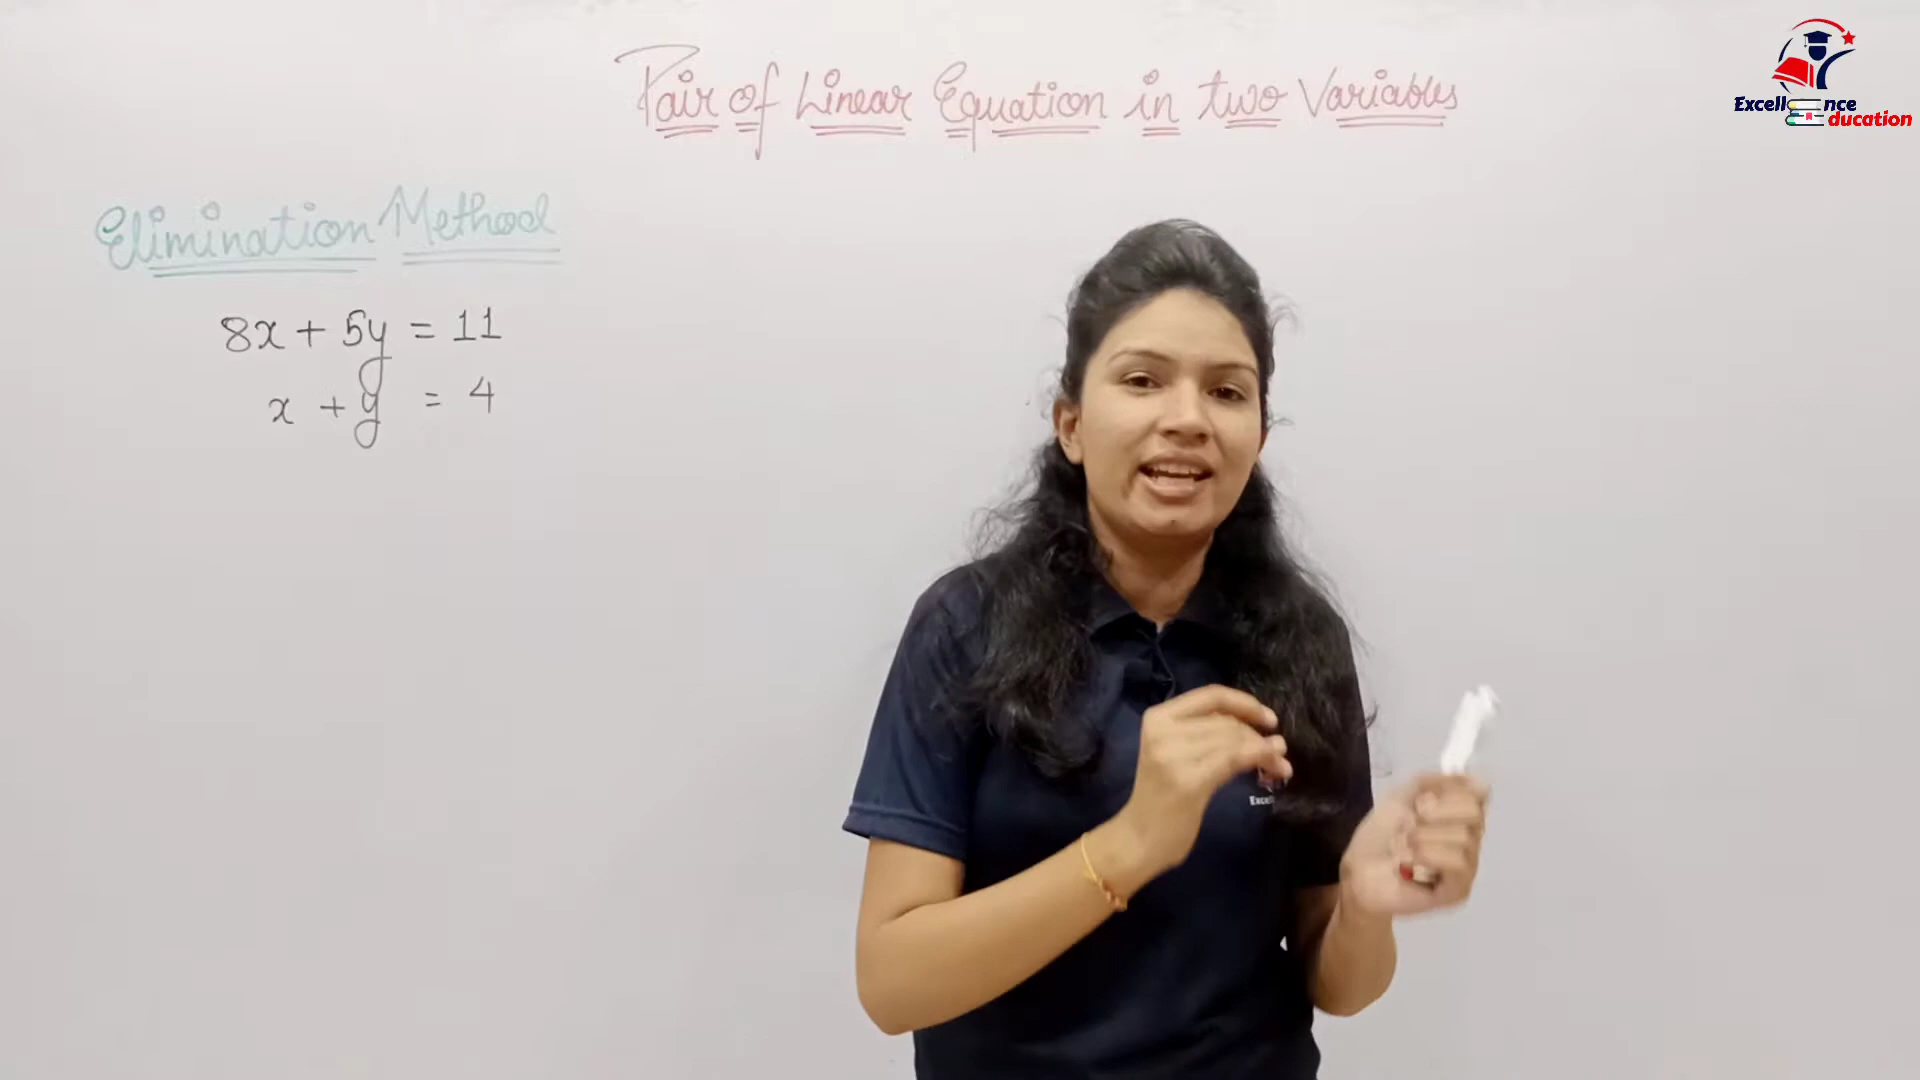 Pair of Linear Equation in two Variables
Excellence
Education
Elimination Method
8x + 5y = 11
x + y = 4